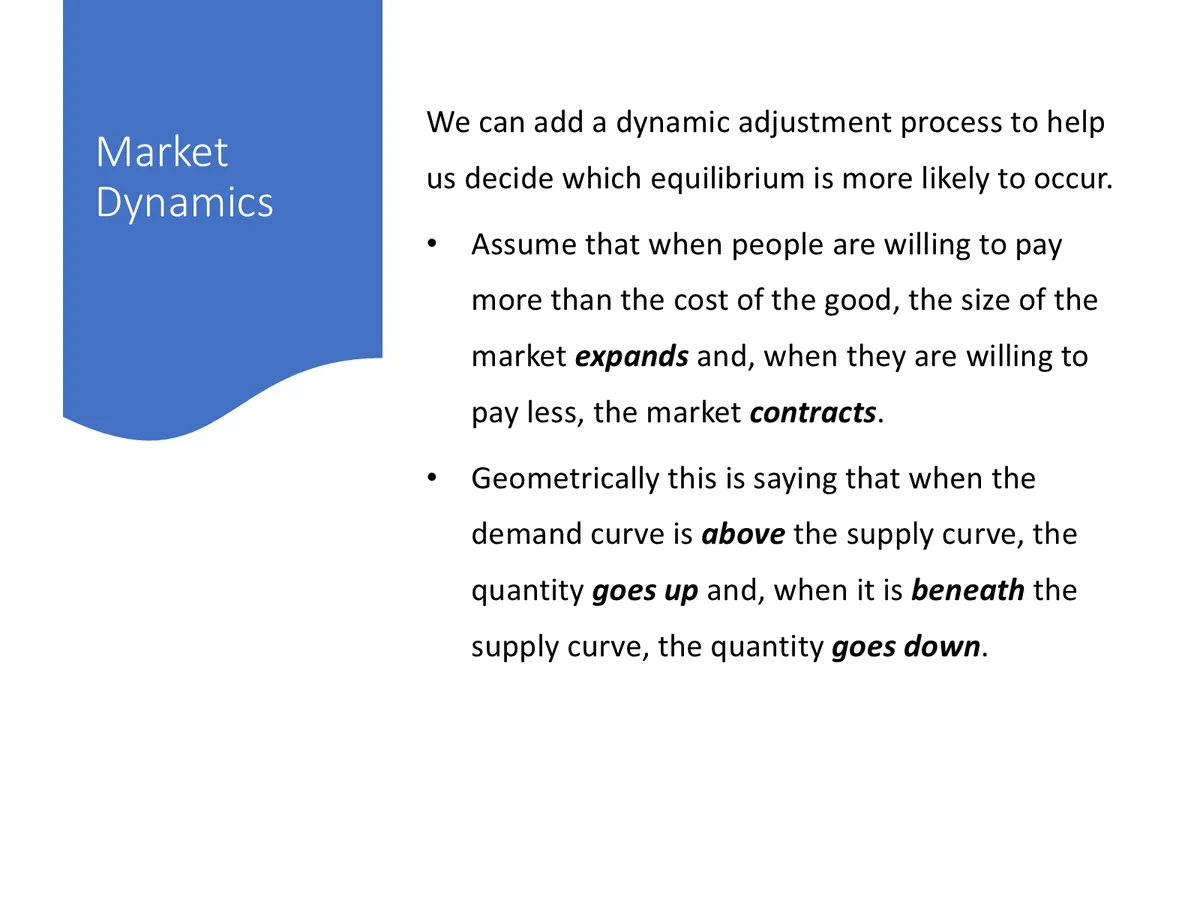 Market
Dynamics
We can add a dynamic adjustment process to help
us decide which equilibrium is more likely to occur.
• Assume that when people are willing to pay
more than the cost of the good, the size of the
market expands and, when they are willing to
pay less, the market contracts.
• Geometrically this is saying that when the
demand curve is above the supply curve, the
quantity goes up and, when it is beneath the
supply curve, the quantity goes down.